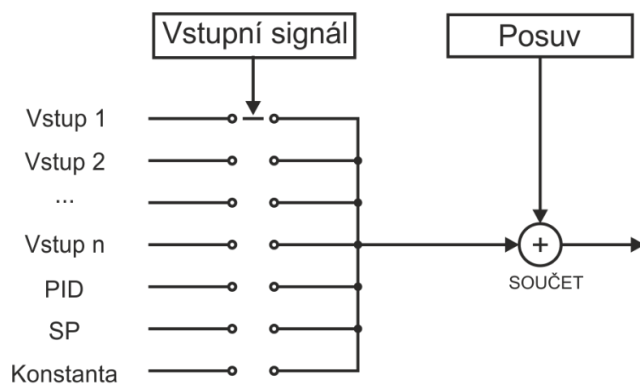 Vstupní signál
Posuv
Vstup 1
Vstup 2
...
Vstup n
+
PID
SOUČET
SP
Konstanta